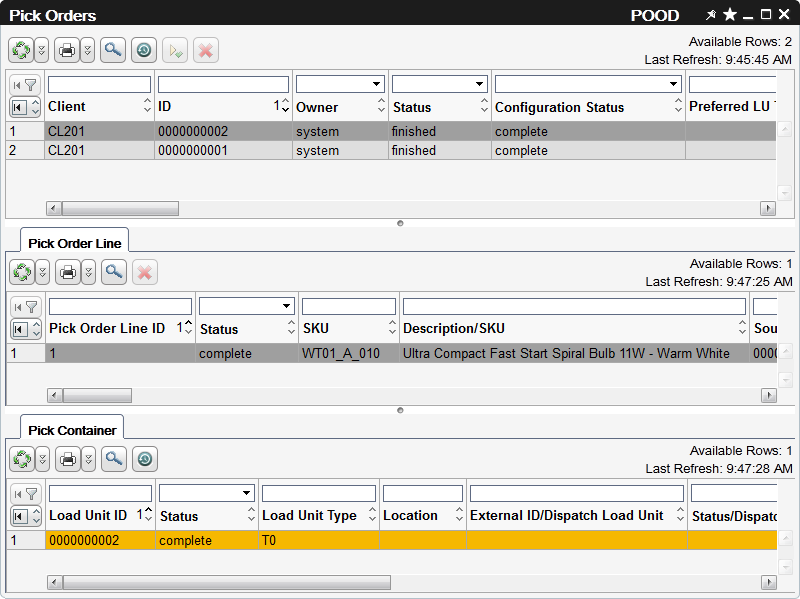 Pick Orders POOD
Available Rows: 2
Last Refresh: 9:45:45 AM
Client ID 1 Owner Status Configuration Status Preferred LU
1 CL201 0000000002 system finished complete
2 CL201 0000000001 system finished complete
Pick Order Line
Available Rows: 1
Last Refresh: 9:47:25 AM
Pick Order Line ID 1 Status SKU Description/SKU Sou
1 1 complete WT01_A_010 Ultra Compact Fast Start Spiral Bulb 11W - Warm White 0000
Pick Container
Available Rows: 1
Last Refresh: 9:47:28 AM
Load Unit ID 1 Status Load Unit Type Location External ID/Dispatch Load Unit Status/Dispatc
1 0000000002 complete T0